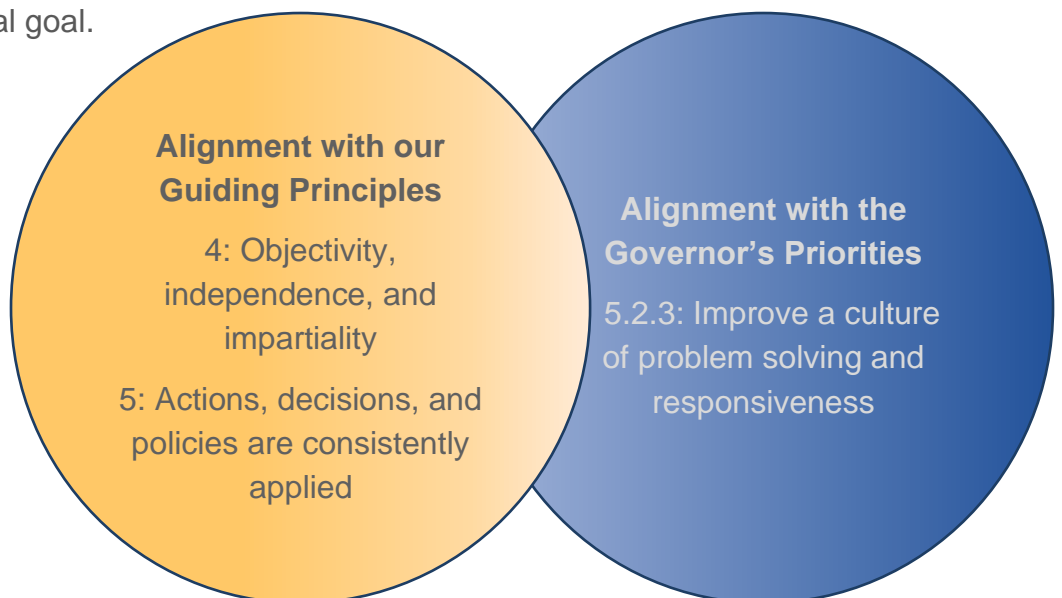 al goal.
Alignment with our
Guiding Principles
4: Objectivity,
independence, and
impartiality
5: Actions, decisions, and
policies are consistently
applied
Alignment with the
Governor’s Priorities
5.2.3: Improve a culture
of problem solving and
responsiveness